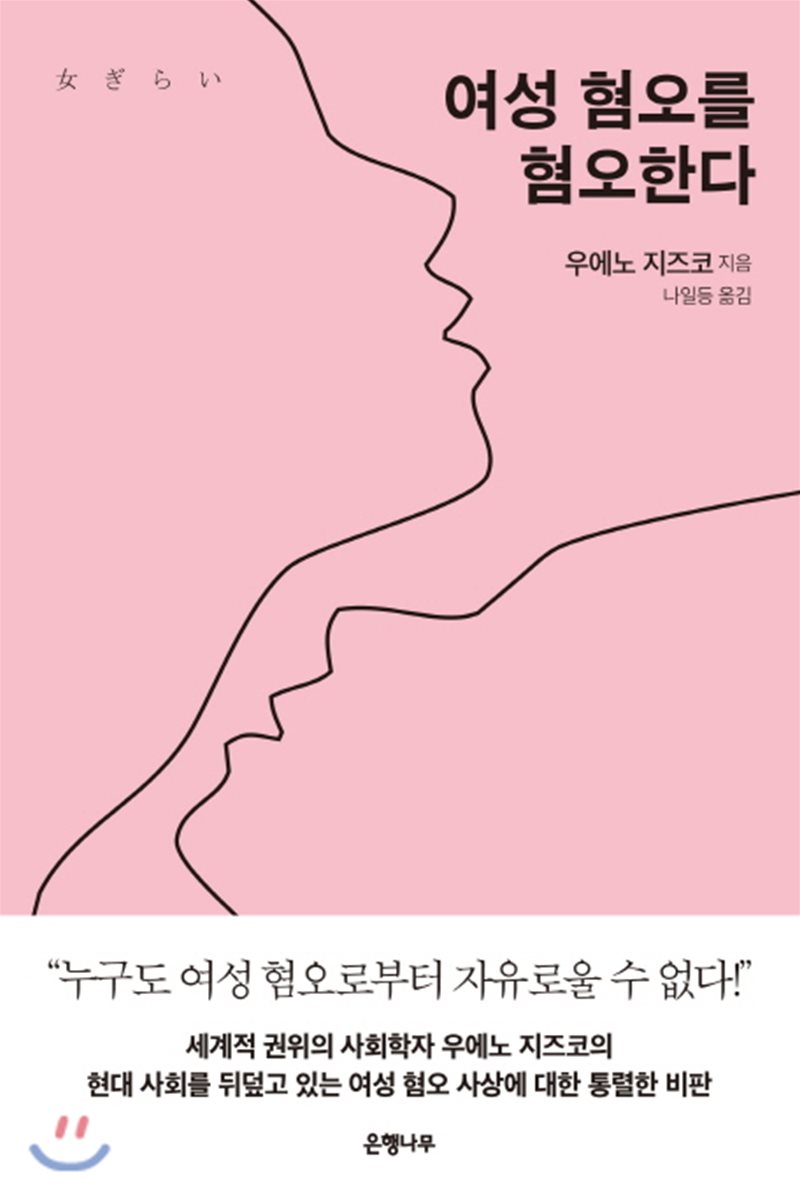 女ぎらい
여성 혐오를
혐오한다
우에노 지즈코 지음
나일등 옮김
“누구도 여성 혐오로부터 자유로울 수 없다!”
세계적 권위의 사회학자 우에노 지즈코의
현대 사회를 뒤덮고 있는 여성 혐오 사상에 대한 통렬한 비판
은행나무